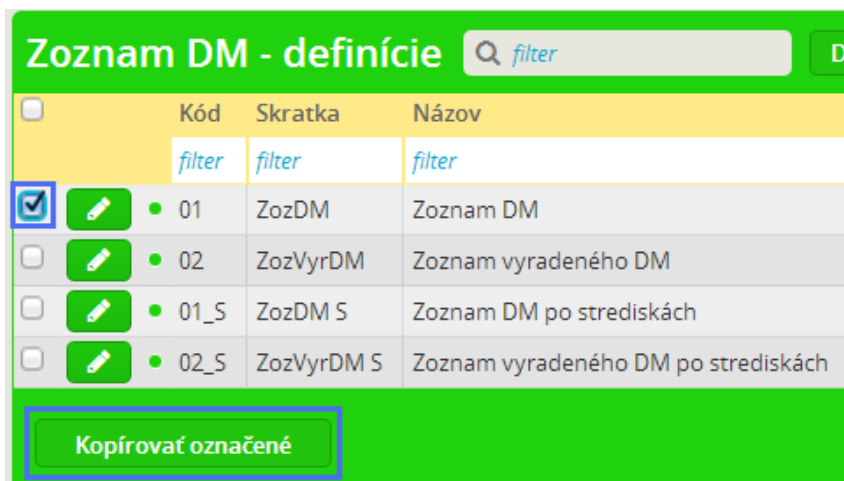 Zoznam DM - definície filter D
Kód Skratka Názov
filter filter filter
01 ZozDM Zoznam DM
02 ZozVyrDM Zoznam vyradeného DM
01_S ZozDM S Zoznam DM po strediskách
02_S ZozVyrDM S Zoznam vyradeného DM po strediskách
Kopírovať označené